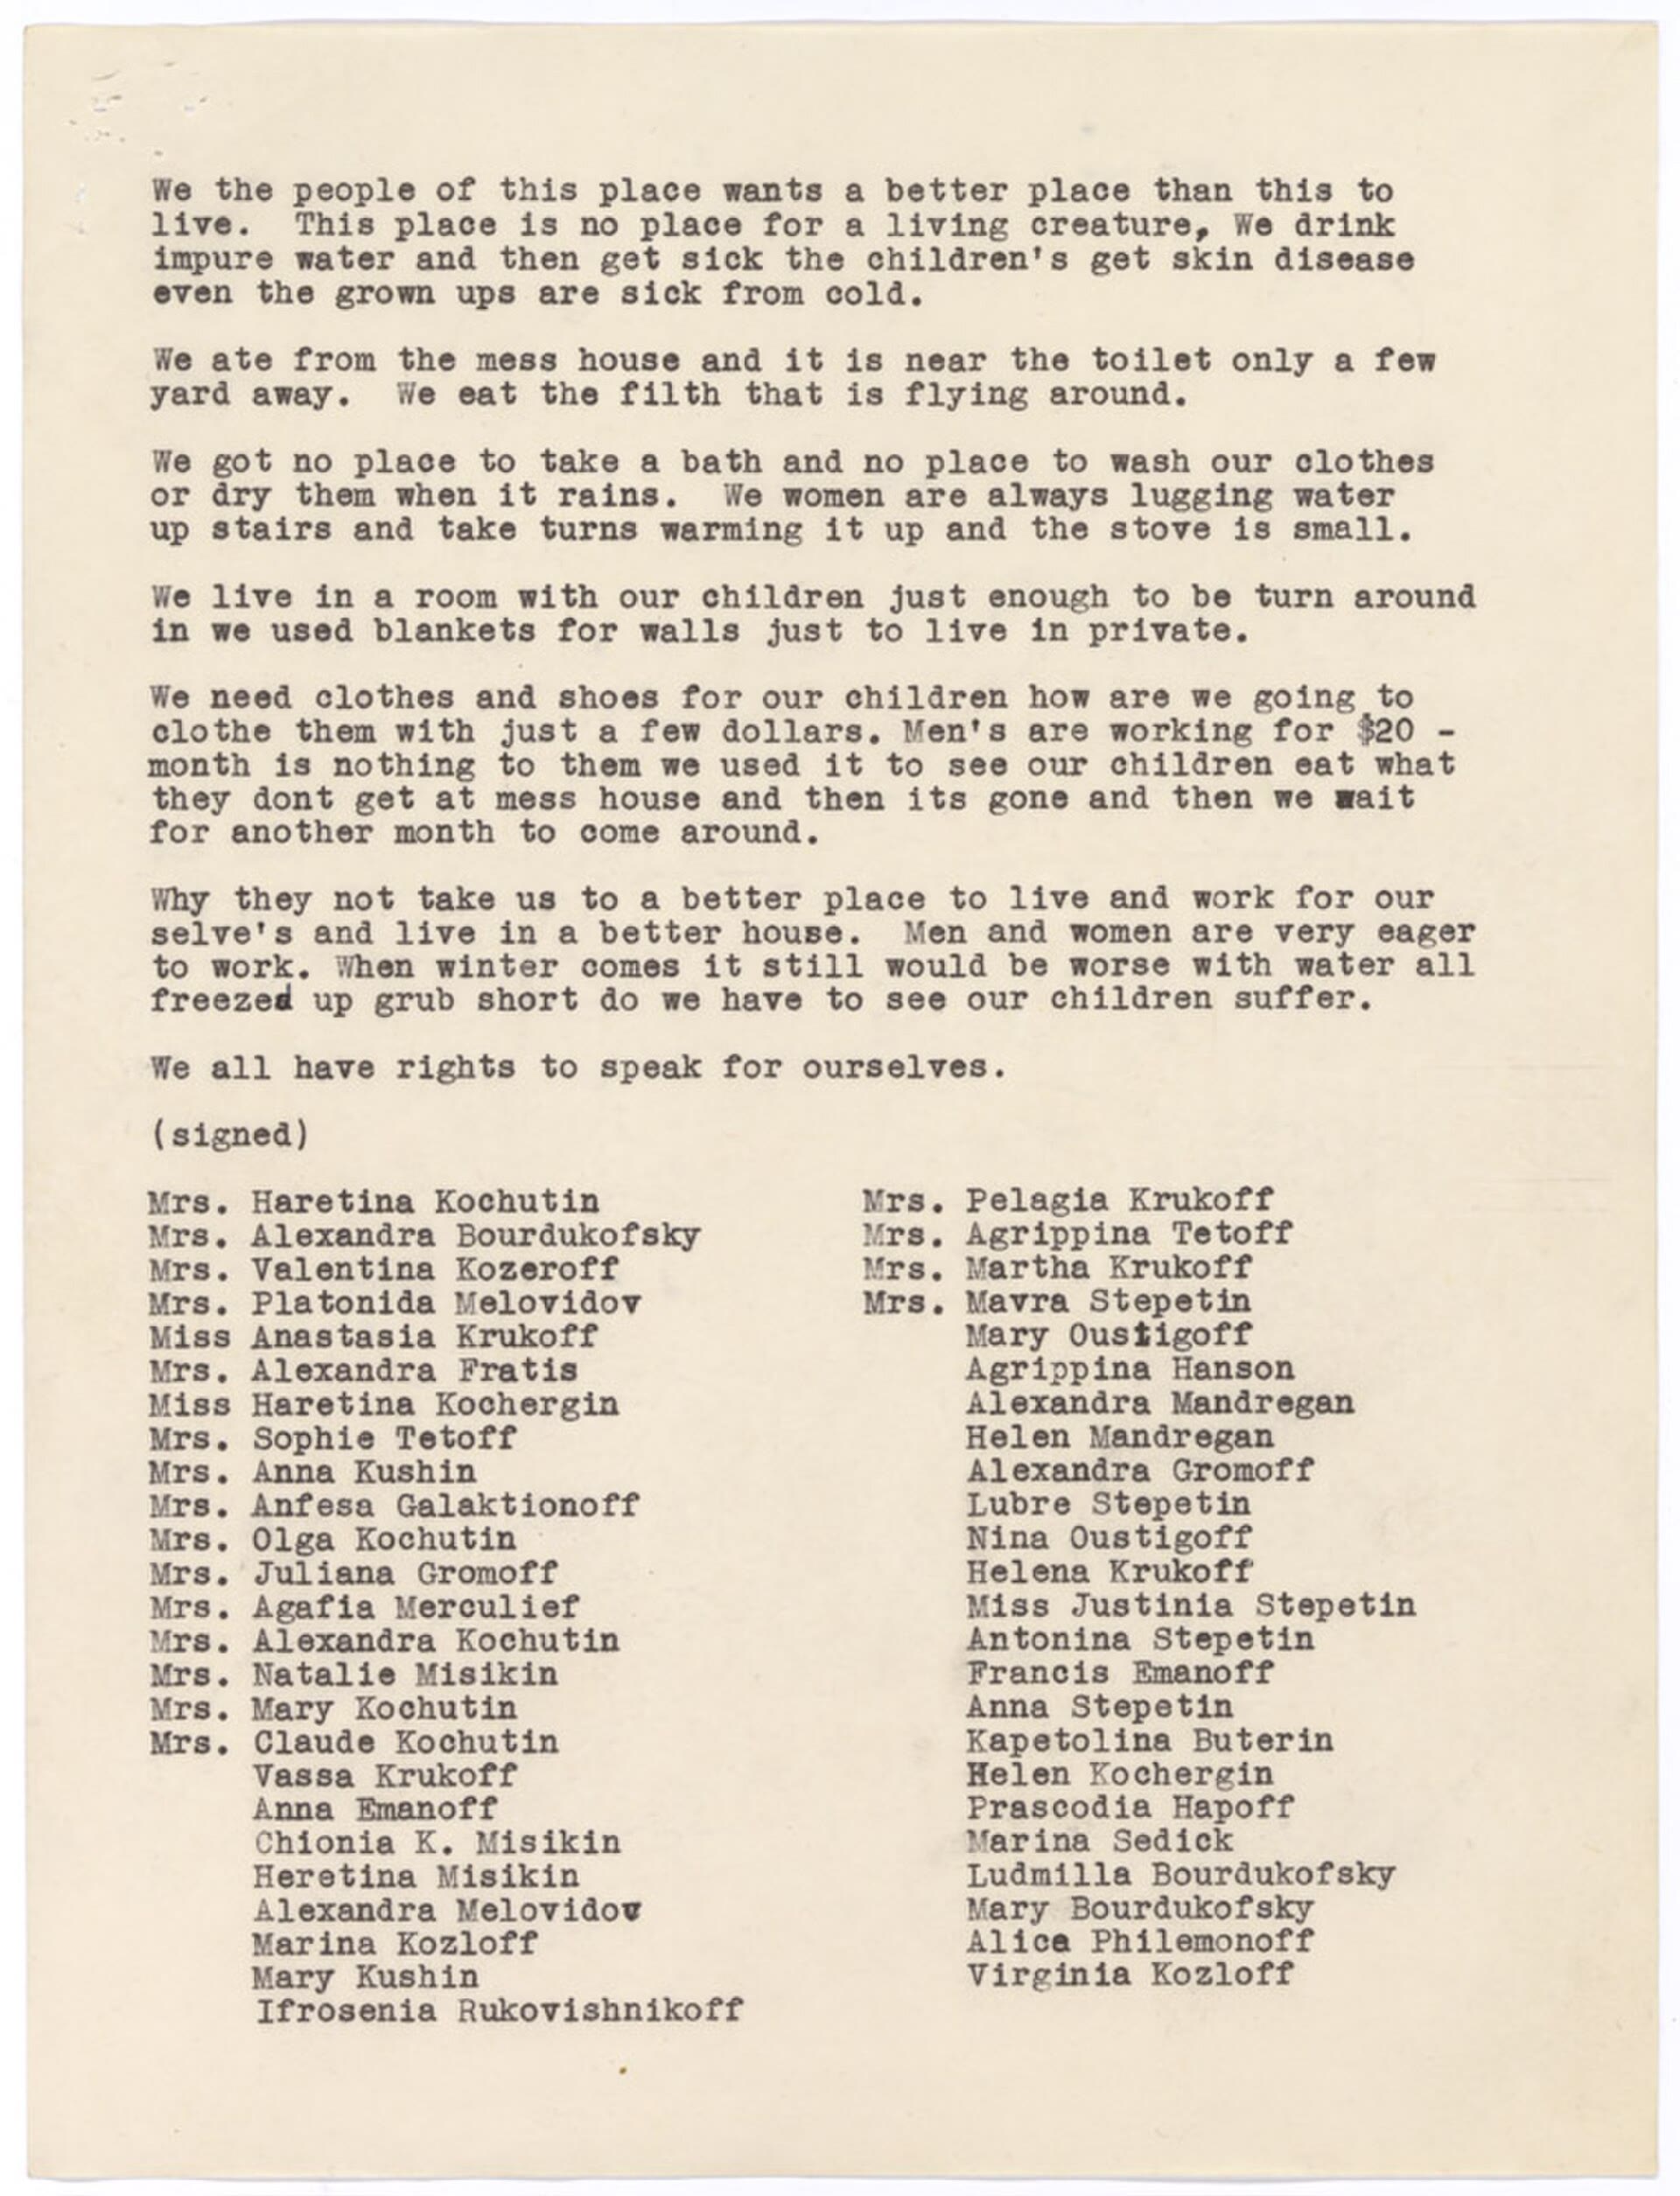 We the people of this place wants a better place than this to
live. This place is no place for a living creature, We drink
impure water and then get sick the children's get skin disease
even the grown ups are sick from cold.
We ate from the mess house and it is near the toilet only a few
yard away. We eat the filth that is flying around.
We got no place to take a bath and no place to wash our clothes
or dry them when it rains. We women are always lugging water
up stairs and take turns warming it up and the stove is small.
We live in a room with our children just enough to be turn around
in we used blankets for walls just to live in private.
We need clothes and shoes for our children how are we going to
clothe them with just a few dollars. Men's are working for $20 -
month is nothing to them we used it to see our children eat what
they dont get at mess house and then its gone and then we wait
for another month to come around.
Why they not take us to a better place to live and work for our
selve's and live in a better house. Men and women are very eager
to work. When winter comes it still would be worse with water all
freezed up grub short do we have to see our children suffer.
We all have rights to speak for ourselves.
(signed)
Mrs. Haretina Kochutin
Mrs. Alexandra Bourdukofsky
Mrs. Valentina Kozeroff
Mrs. Platonida Melovidov
Miss Anastasia Krukoff
Mrs. Alexandra Fratis
Miss Haretina Kochergin
Mrs. Sophie Tetoff
Mrs. Anna Kushin
Mrs. Anfesa Galaktionoff
Mrs. Olga Kochutin
Mrs. Juliana Gromoff
Mrs. Agafia Merculief
Mrs. Alexandra Kochutin
Mrs. Natalie Misikin
Mrs. Mary Kochutin
Mrs. Claude Kochutin
Vassa Krukoff
Anna Emanoff
Chionia K. Misikin
Heretina Misikin
Alexandra Melovidov
Marina Kozloff
Mary Kushin
Ifrosenia Rukovishnikoff
Mrs. Pelagia Krukoff
Mrs. Agrippina Tetoff
Mrs. Martha Krukoff
Mrs. Mavra Stepetin
Mary Oustigoff
Agrippina Hanson
Alexandra Mandregan
Helen Mandregan
Alexandra Gromoff
Lubre Stepetin
Nina Oustigoff
Helena Krukoff
Miss Justinia Stepetin
Antonina Stepetin
Francis Emanoff
Anna Stepetin
Kapetolina Buterin
Helen Kochergin
Prascodia Hapoff
Marina Sedick
Ludmilla Bourdukofsky
Mary Bourdukofsky
Alice Philemonoff
Virginia Kozloff